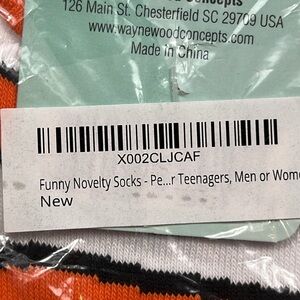 Concepts
126 Main St. Chesterfield SC 29709 USA
www.waynewoodconcepts.com
Made in China
X002CLJCAF
Funny Novelty Socks - Pe...r Teenagers, Men or Wome
New